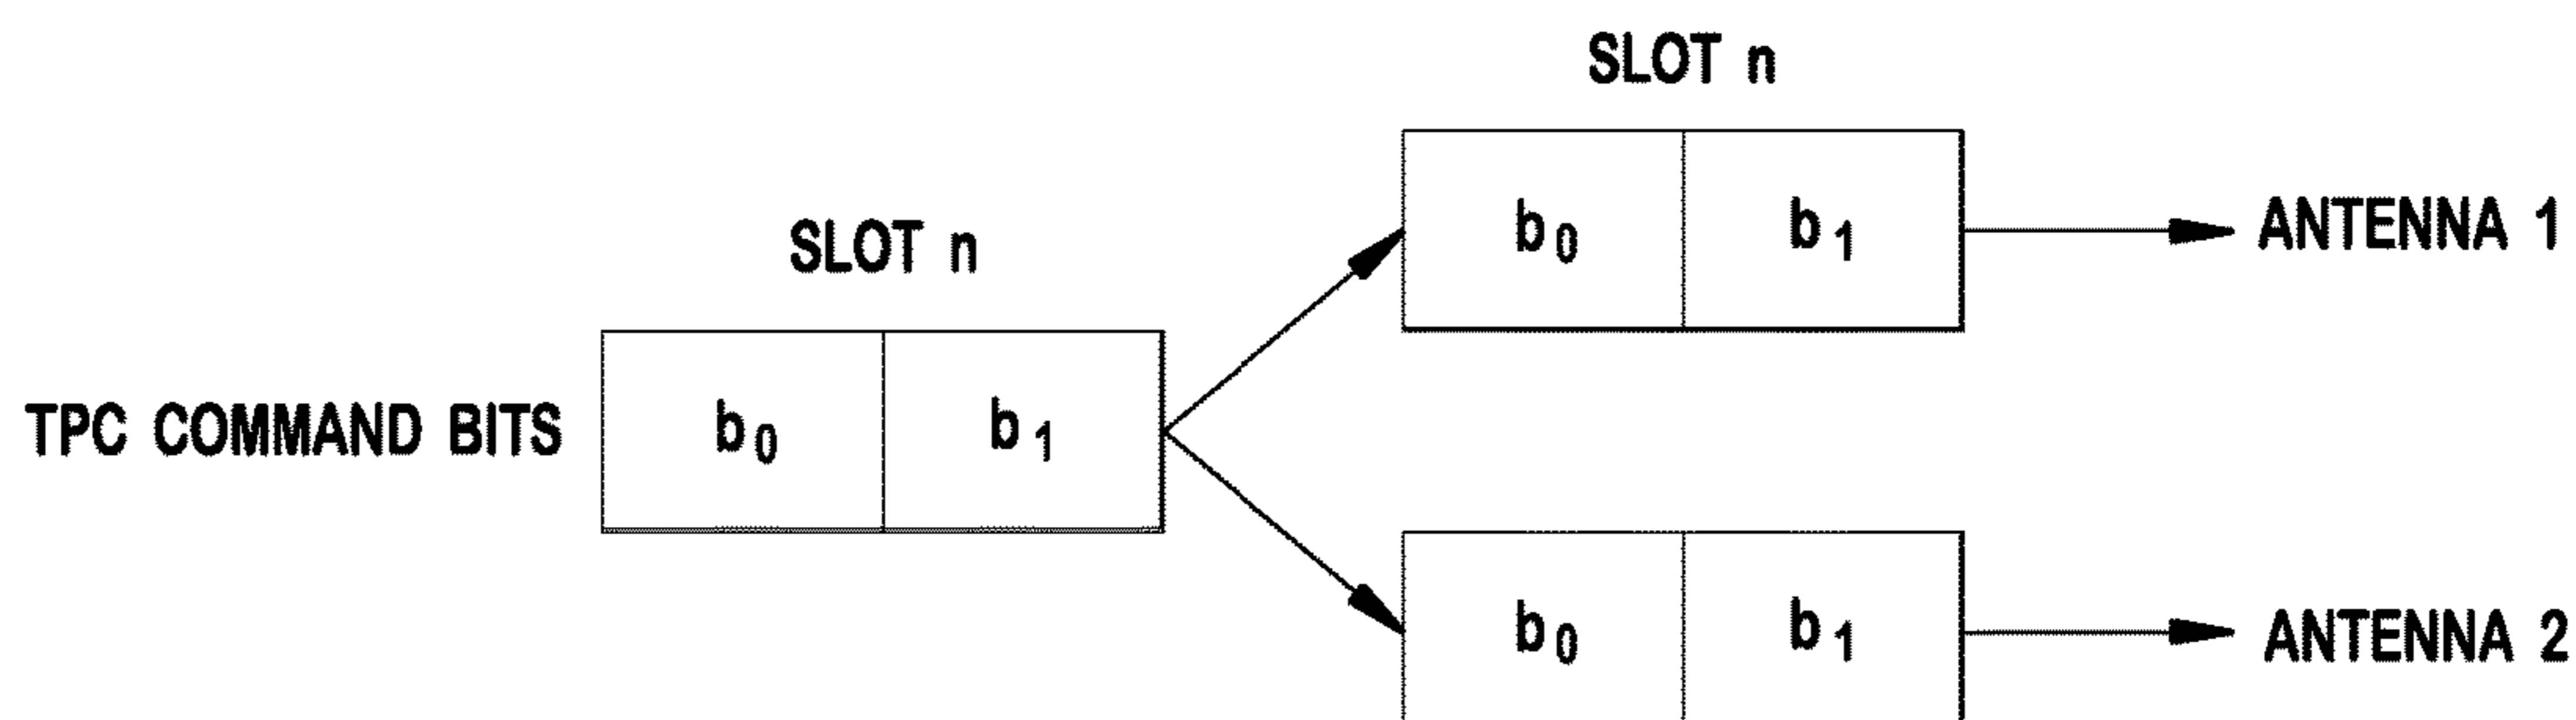 SLOT n
b0 b1 ANTENNA 1
SLOT n
TPC COMMAND BITS b0 b1
b0 b1 ANTENNA 2